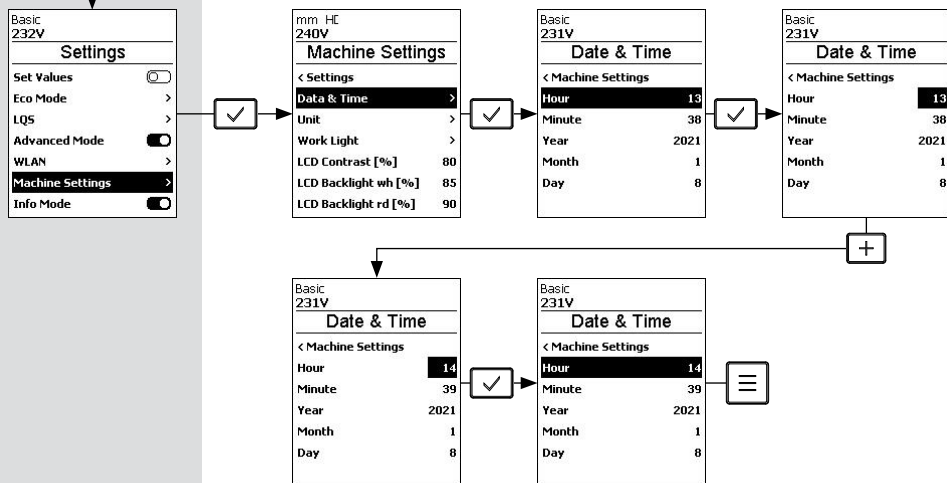 Basic
232V
Settings
Set Values
Eco Mode >
LQS >
Advanced Mode
WLAN >
Machine Settings >
Info Mode
mm HE
240V
Machine Settings
< Settings
Data & Time >
Unit >
Work Light >
LCD Contrast [%] 80
LCD Backlight wh [%] 85
LCD Backlight rd [%] 90
Basic
231V
Date & Time
< Machine Settings
Hour 13
Minute 38
Year 2021
Month 1
Day 8
Basic
231V
Date & Time
< Machine Settings
Hour 13
Minute 38
Year 2021
Month 1
Day 8
+
Basic
231V
Date & Time
< Machine Settings
Hour 14
Minute 39
Year 2021
Month 1
Day 8
Basic
231V
Date & Time
< Machine Settings
Hour 14
Minute 39
Year 2021
Month 1
Day 8